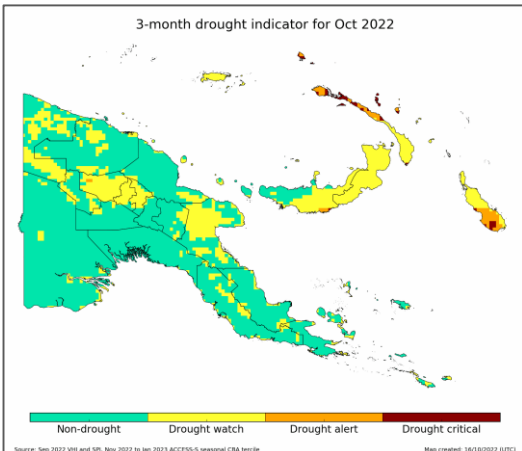 3-month drought indicator for Oct 2022
Non-drought Drought watch Drought alert Drought critical
Source: Sep 2022 VHI and SPI, Nov 2022 to Jan 2023 ACCESS-S seasonal CBA tercile Map created: 16/10/2022 (UTC)